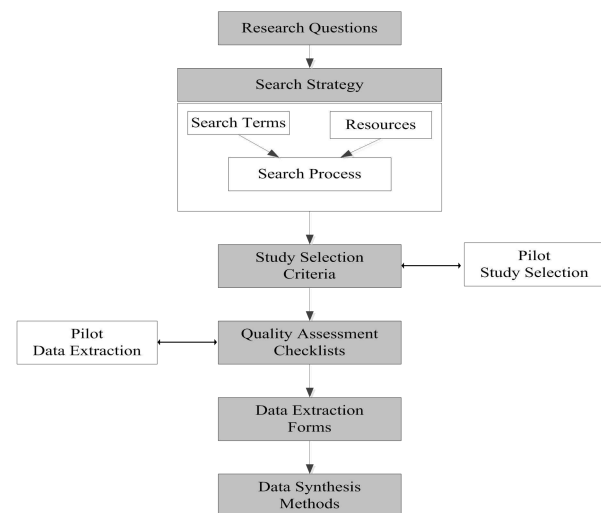 Research Questions
Search Strategy
Search Terms
Resources
Search Process
Study Selection
Criteria
Pilot
Study Selection
Pilot
Data Extraction
Quality Assessment
Checklists
Data Extraction
Forms
Data Synthesis
Methods